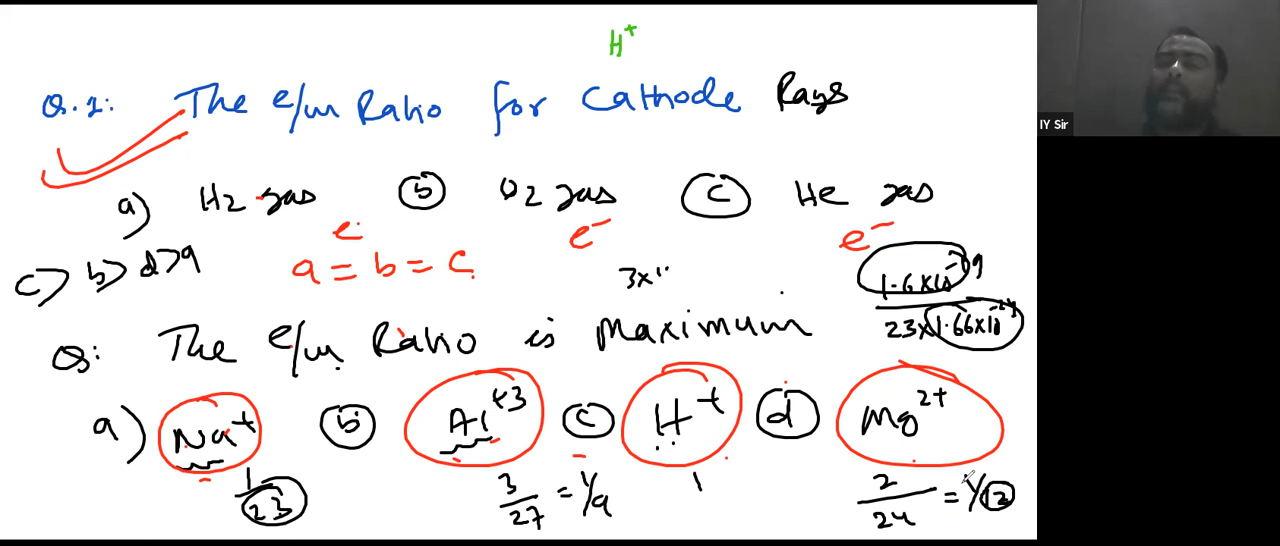 H+
Q.1: The e/m Ratio for Cathode Rays
IY Sir
a) H2 gas (b) O2 gas (c) He gas
e- e- e-
c > b > d > a a = b = c
1.6×10-19
23×1.66×10
Q: The e/m Ratio is Maximum
a) Na+ (b) Al+3 (c) H+ (d) Mg2+
1/23 3/27 = 1/9 1 2/24 = 1/12